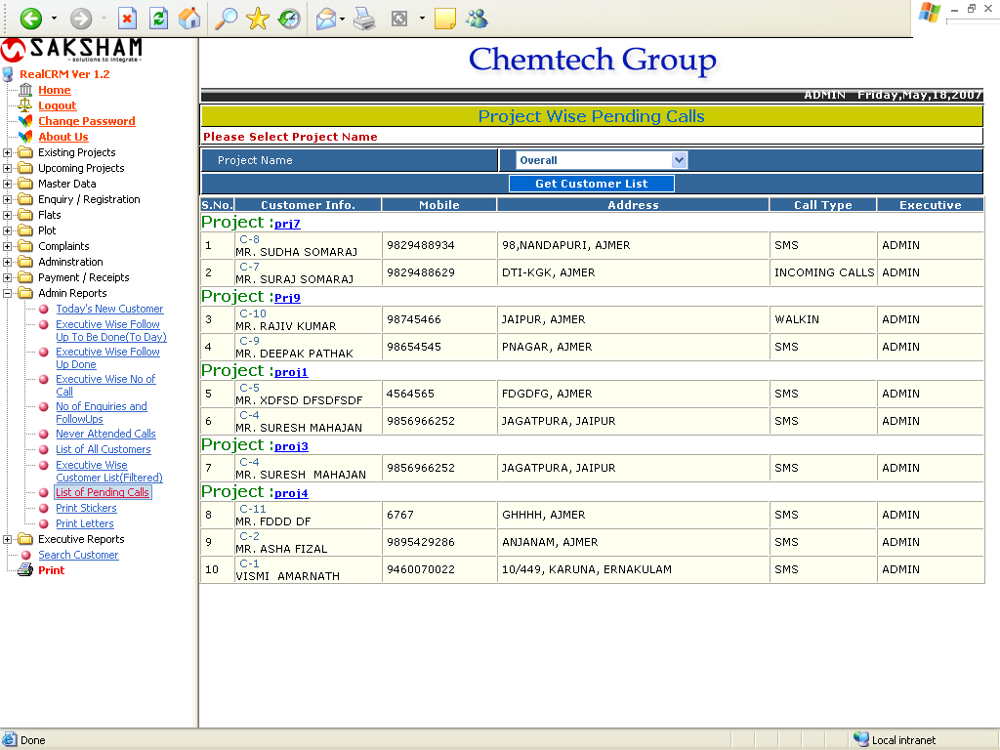 SAKSHAM
- solutions to integrate -
RealCRM Ver 1.2
Home
Logout
Change Password
About Us
Existing Projects
Upcoming Projects
Master Data
Enquiry / Registration
Flats
Plot
Complaints
Adminstration
Payment / Receipts
Admin Reports
Today's New Customer
Executive Wise Follow
Up To Be Done(To Day)
Executive Wise Follow
Up Done
Executive Wise No of
Call
No of Enquiries and
FollowUps
Never Attended Calls
List of All Customers
Executive Wise
Customer List(Filtered)
List of Pending Calls
Print Stickers
Print Letters
Executive Reports
Search Customer
Print
Chemtech Group
ADMIN Friday,May,18,2007
Project Wise Pending Calls
Please Select Project Name
Project Name Overall
Get Customer List
S.No. Customer Info. Mobile Address Call Type Executive
Project :prj7
1 C-8 MR. SUDHA SOMARAJ 9829488934 98,NANDAPURI, AJMER SMS ADMIN
2 C-7 MR. SURAJ SOMARAJ 9829488629 DTI-KGK, AJMER INCOMING CALLS ADMIN
Project :Prj9
3 C-10 MR. RAJIV KUMAR 98745466 JAIPUR, AJMER WALKIN ADMIN
4 C-9 MR. DEEPAK PATHAK 98654545 PNAGAR, AJMER SMS ADMIN
Project :proj1
5 C-5 MR. XDFSD DFSDFSDF 4564565 FDGDFG, AJMER SMS ADMIN
6 C-4 MR. SURESH MAHAJAN 9856966252 JAGATPURA, JAIPUR SMS ADMIN
Project :proj3
7 C-4 MR. SURESH MAHAJAN 9856966252 JAGATPURA, JAIPUR SMS ADMIN
Project :proj4
8 C-11 MR. FDDD DF 6767 GHHHH, AJMER SMS ADMIN
9 C-2 MR. ASHA FIZAL 9895429286 ANJANAM, AJMER SMS ADMIN
10 C-1 VISMI AMARNATH 9460070022 10/449, KARUNA, ERNAKULAM SMS ADMIN
Done
Local intranet